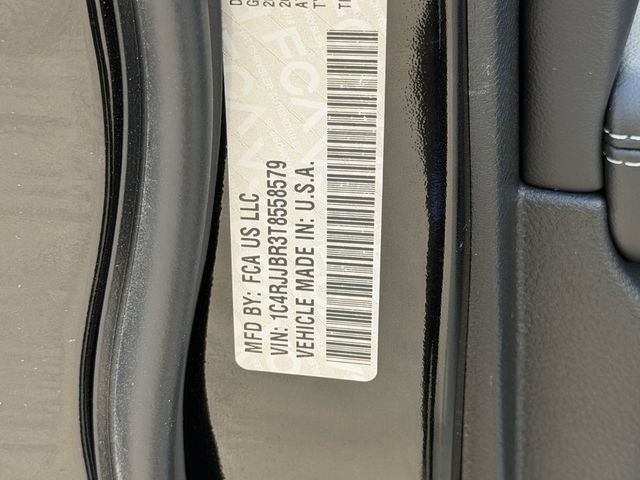 MFD BY: FCA US LLC
VIN: 1C4RJJBR3T8558579
VEHICLE MADE IN: U.S.A.